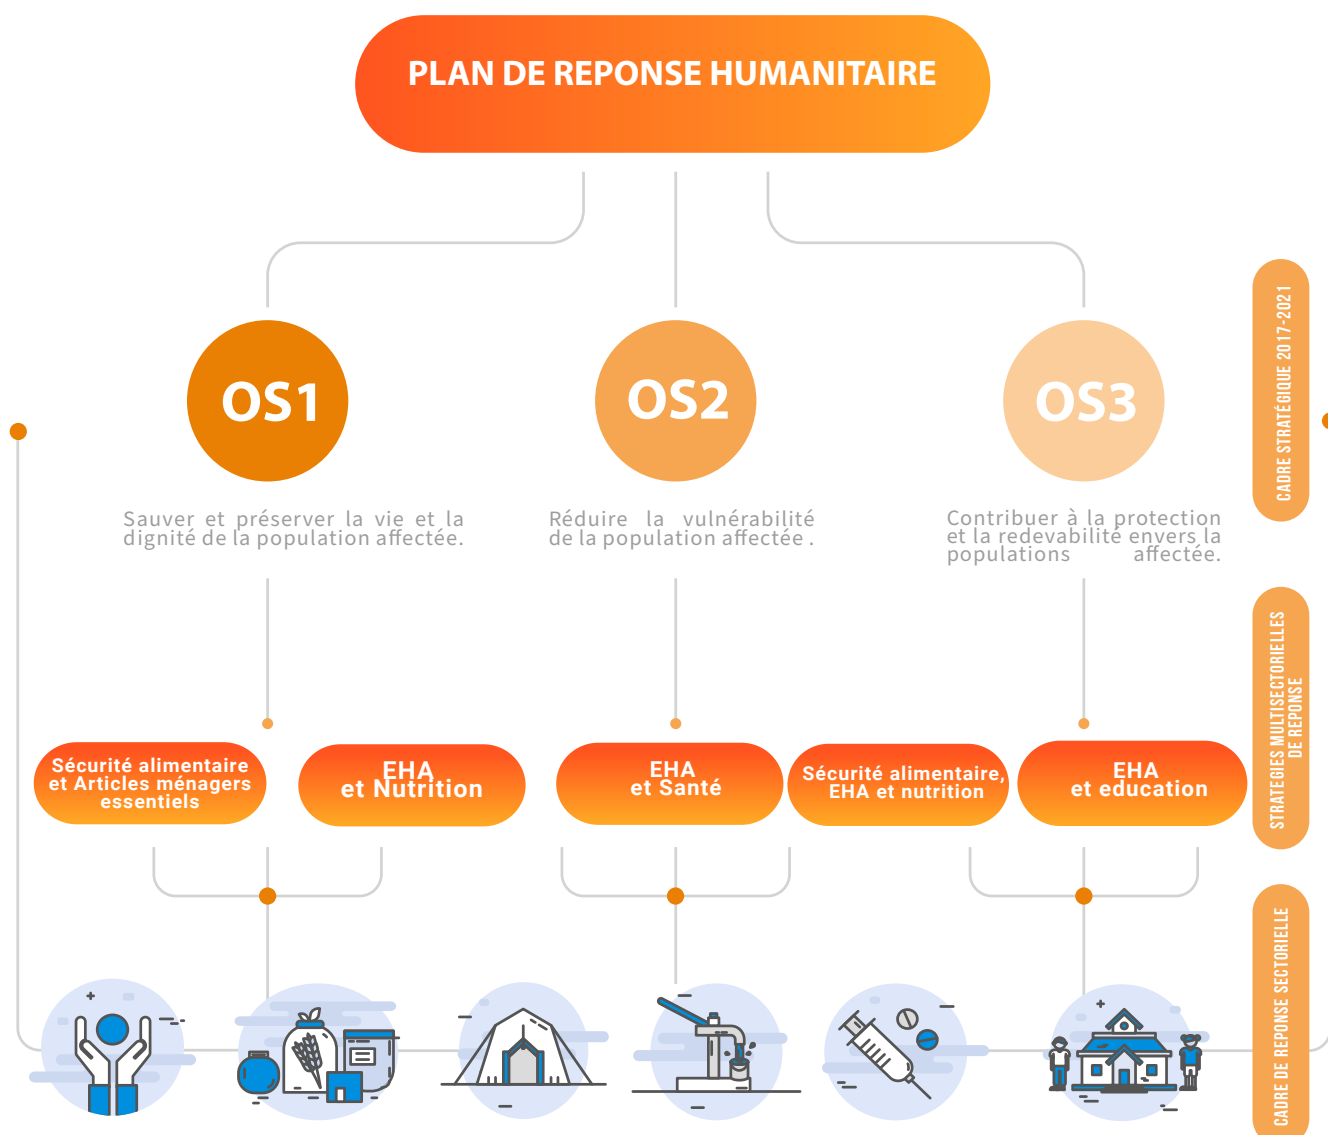 PLAN DE REPONSE HUMANITAIRE
OS1
OS2
OS3
CADRE STRATÉGIQUE 2017-2021
Sauver et préserver la vie et la
dignité de la population affectée.
Réduire la vulnérabilité
de la population affectée .
Contribuer à la protection
et la redevabilité envers la
populations affectée.
STRATEGIES MULTISECTORIELLES
DE REPONSE
Sécurité alimentaire
et Articles ménagers
essentiels
EHA
et Nutrition
EHA
et Santé
Sécurité alimentaire,
EHA et nutrition
EHA
et education
CADRE DE REPONSE SECTORIELLE